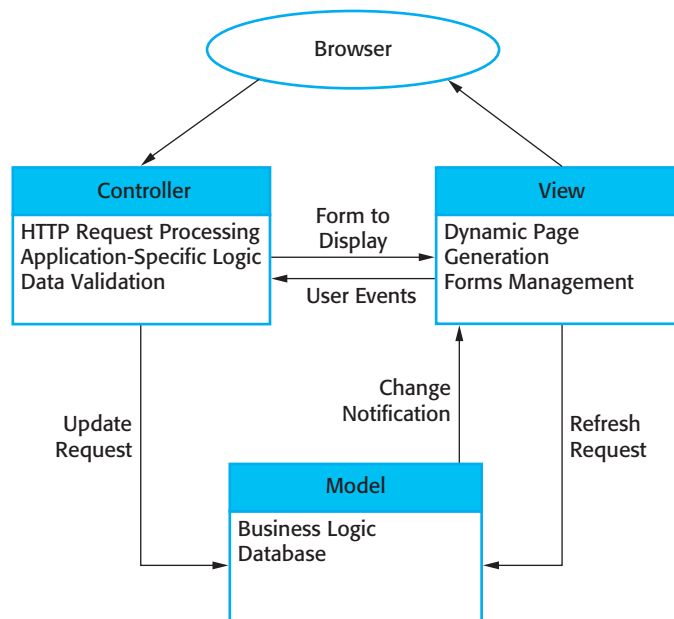 Browser
Controller
HTTP Request Processing
Application-Specific Logic
Data Validation
Form to
Display
User Events
View
Dynamic Page
Generation
Forms Management
Update
Request
Change
Notification
Refresh
Request
Model
Business Logic
Database